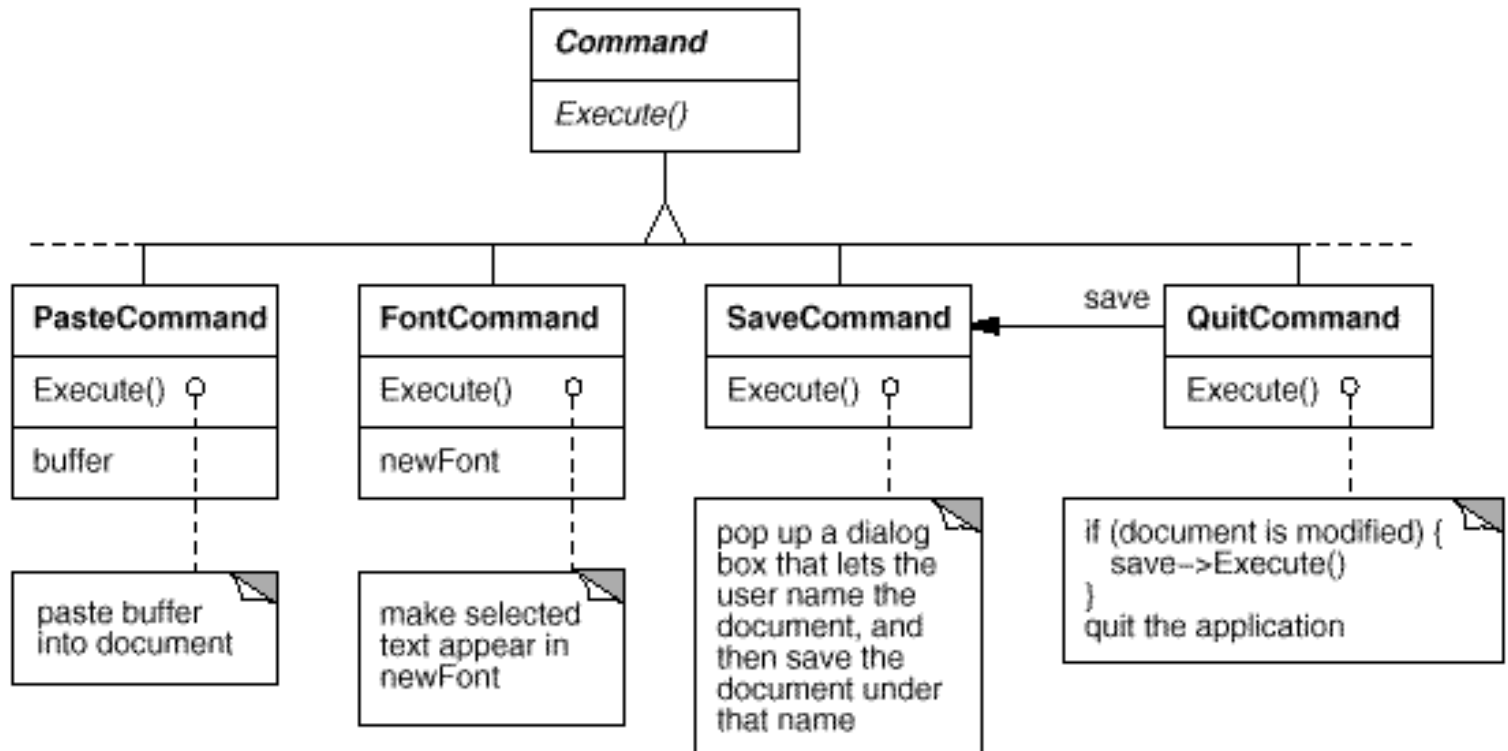 Command
Execute()
PasteCommand
Execute()
buffer
paste buffer
into document
FontCommand
Execute()
newFont
make selected
text appear in
newFont
SaveCommand
Execute()
pop up a dialog
box that lets the
user name the
document, and
then save the
document under
that name
save
QuitCommand
Execute()
if (document is modified) {
save−>Execute()
}
quit the application